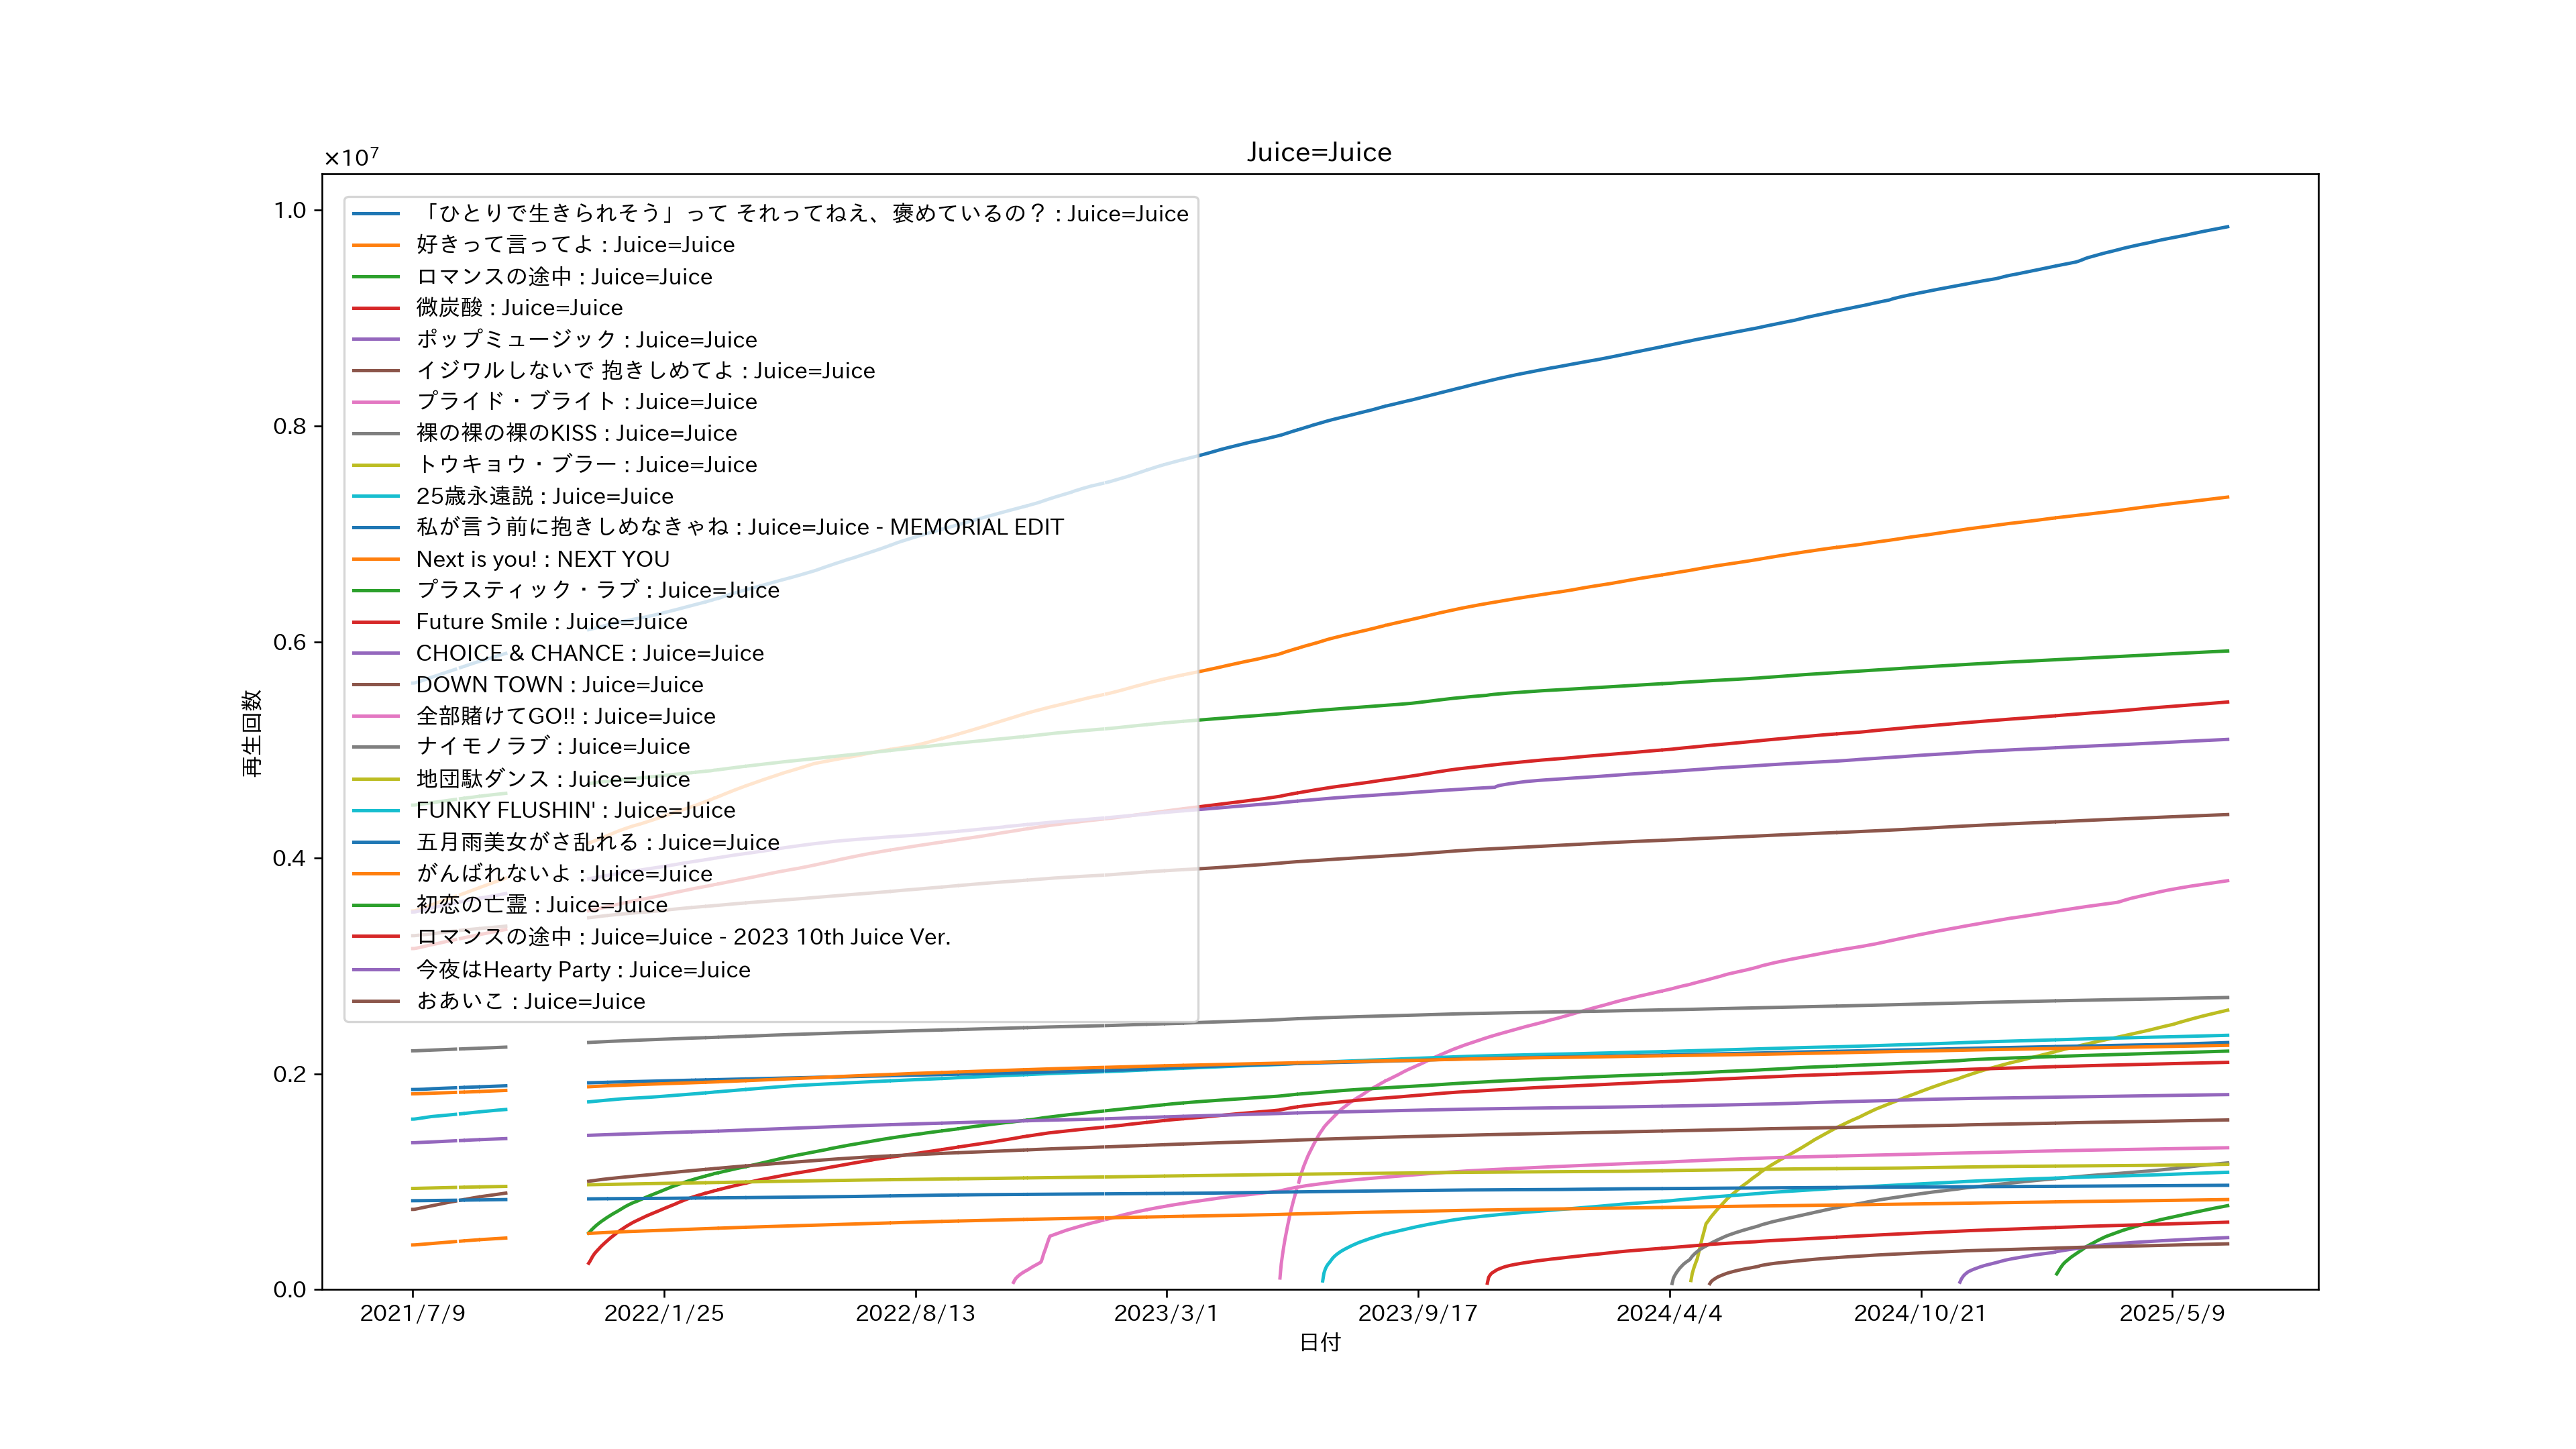 Juice=Juice
×10⁷
1.0
0.8
0.6
0.4
0.2
0.0
再生回数
「ひとりで生きられそう」って それってねえ、褒めているの？ : Juice=Juice
好きって言ってよ : Juice=Juice
ロマンスの途中 : Juice=Juice
微炭酸 : Juice=Juice
ポップミュージック : Juice=Juice
イジワルしないで 抱きしめてよ : Juice=Juice
プライド・ブライト : Juice=Juice
裸の裸の裸のKISS : Juice=Juice
トウキョウ・ブラー : Juice=Juice
25歳永遠説 : Juice=Juice
私が言う前に抱きしめなきゃね : Juice=Juice - MEMORIAL EDIT
Next is you! : NEXT YOU
プラスティック・ラブ : Juice=Juice
Future Smile : Juice=Juice
CHOICE & CHANCE : Juice=Juice
DOWN TOWN : Juice=Juice
全部賭けてGO!! : Juice=Juice
ナイモノラブ : Juice=Juice
地団駄ダンス : Juice=Juice
FUNKY FLUSHIN' : Juice=Juice
五月雨美女がさ乱れる : Juice=Juice
がんばれないよ : Juice=Juice
初恋の亡霊 : Juice=Juice
ロマンスの途中 : Juice=Juice - 2023 10th Juice Ver.
今夜はHearty Party : Juice=Juice
おあいこ : Juice=Juice
2021/7/9 2022/1/25 2022/8/13 2023/3/1 2023/9/17 2024/4/4 2024/10/21 2025/5/9
日付